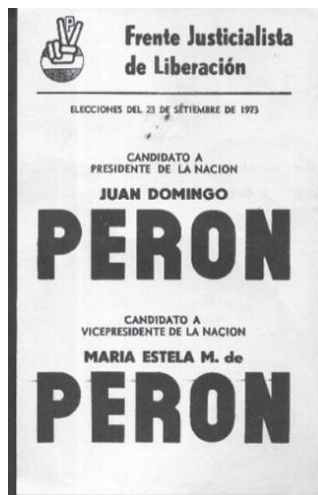 Frente Justicialista
de Liberación
ELECCIONES DEL 23 DE SÉTIEMBRE DE 1973
CANDIDATO A
PRESIDENTE DE LA NACION
JUAN DOMINGO
PERON
CANDIDATO A
VICEPRESIDENTE DE LA NACION
MARIA ESTELA M. de
PERON